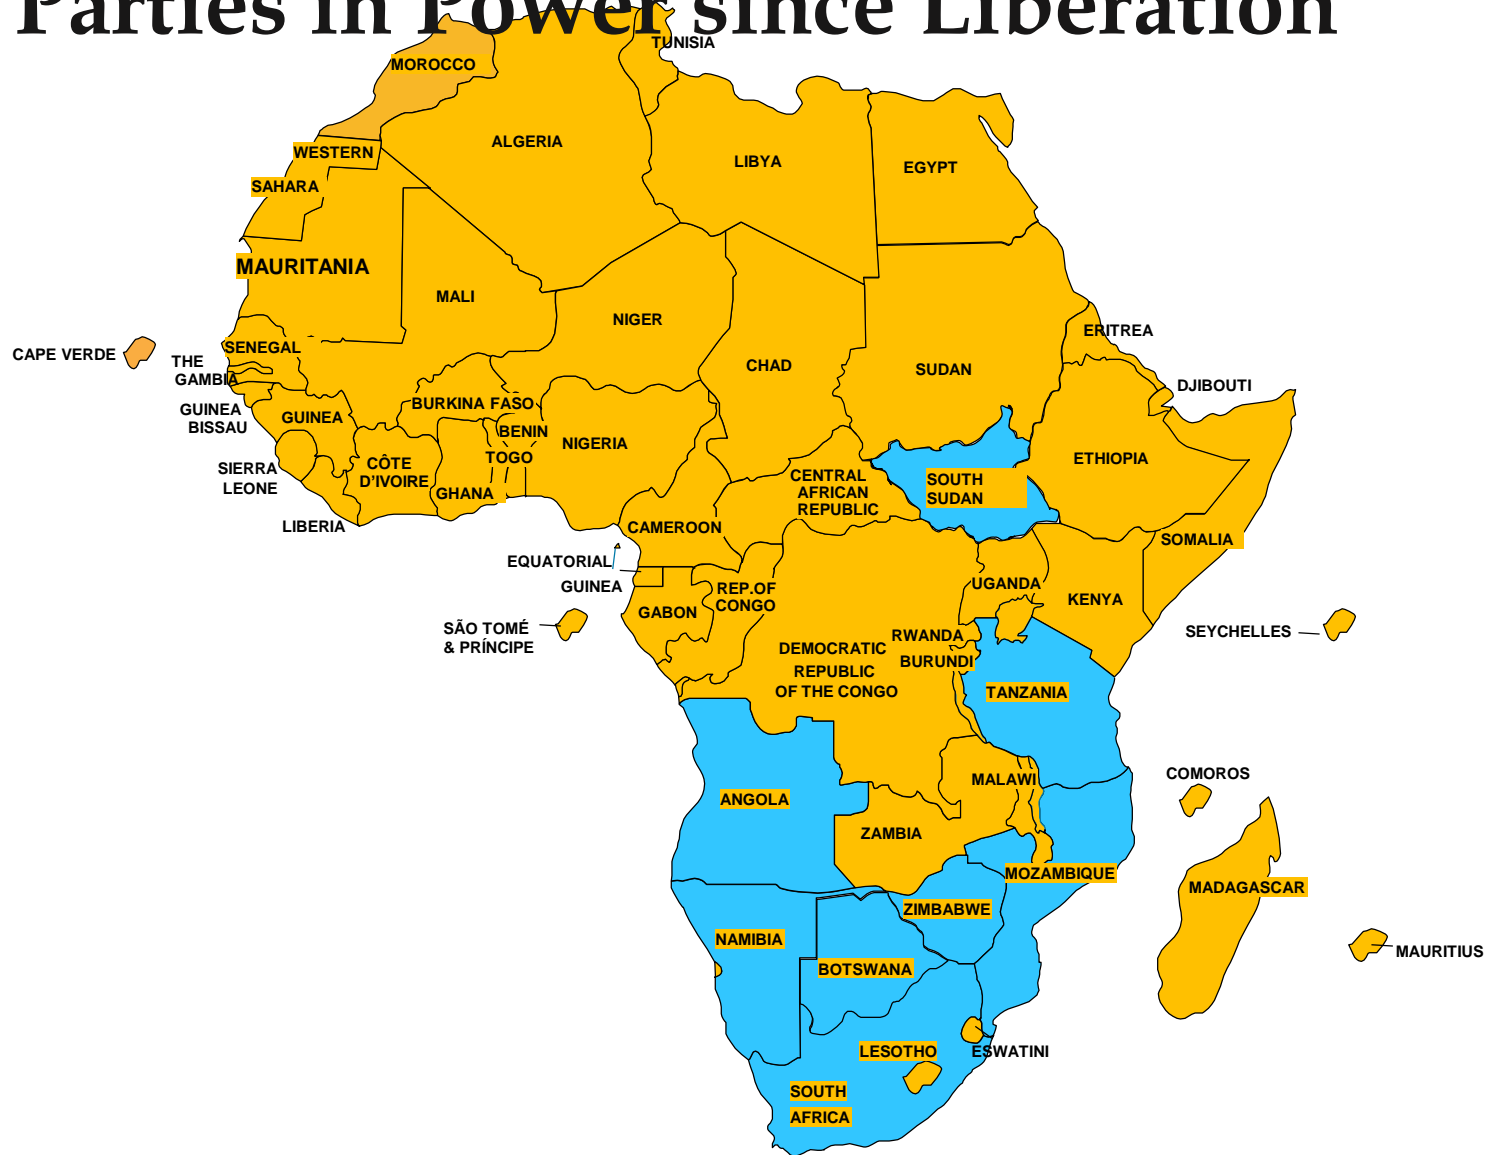 Parties in Power since Liberation
TUNISIA
MOROCCO
ALGERIA
LIBYA
EGYPT
WESTERN
SAHARA
MAURITANIA
MALI
NIGER
CHAD
SUDAN
ERITREA
CAPE VERDE
THE
GAMBIA
SENEGAL
DJIBOUTI
GUINEA
BISSAU
GUINEA
BURKINA FASO
BENIN
NIGERIA
TOGO
CÔTE
D'IVOIRE
GHANA
SIERRA
LEONE
LIBERIA
CENTRAL
AFRICAN
REPUBLIC
SOUTH
SUDAN
ETHIOPIA
CAMEROON
SOMALIA
EQUATORIAL
GUINEA
GABON
REP.OF
CONGO
UGANDA
KENYA
SÃO TOMÉ
& PRÍNCIPE
DEMOCRATIC
REPUBLIC
OF THE CONGO
RWANDA
BURUNDI
SEYCHELLES
TANZANIA
ANGOLA
MALAWI
COMOROS
ZAMBIA
MOZAMBIQUE
MADAGASCAR
ZIMBABWE
NAMIBIA
BOTSWANA
MAURITIUS
LESOTHO
ESWATINI
SOUTH
AFRICA